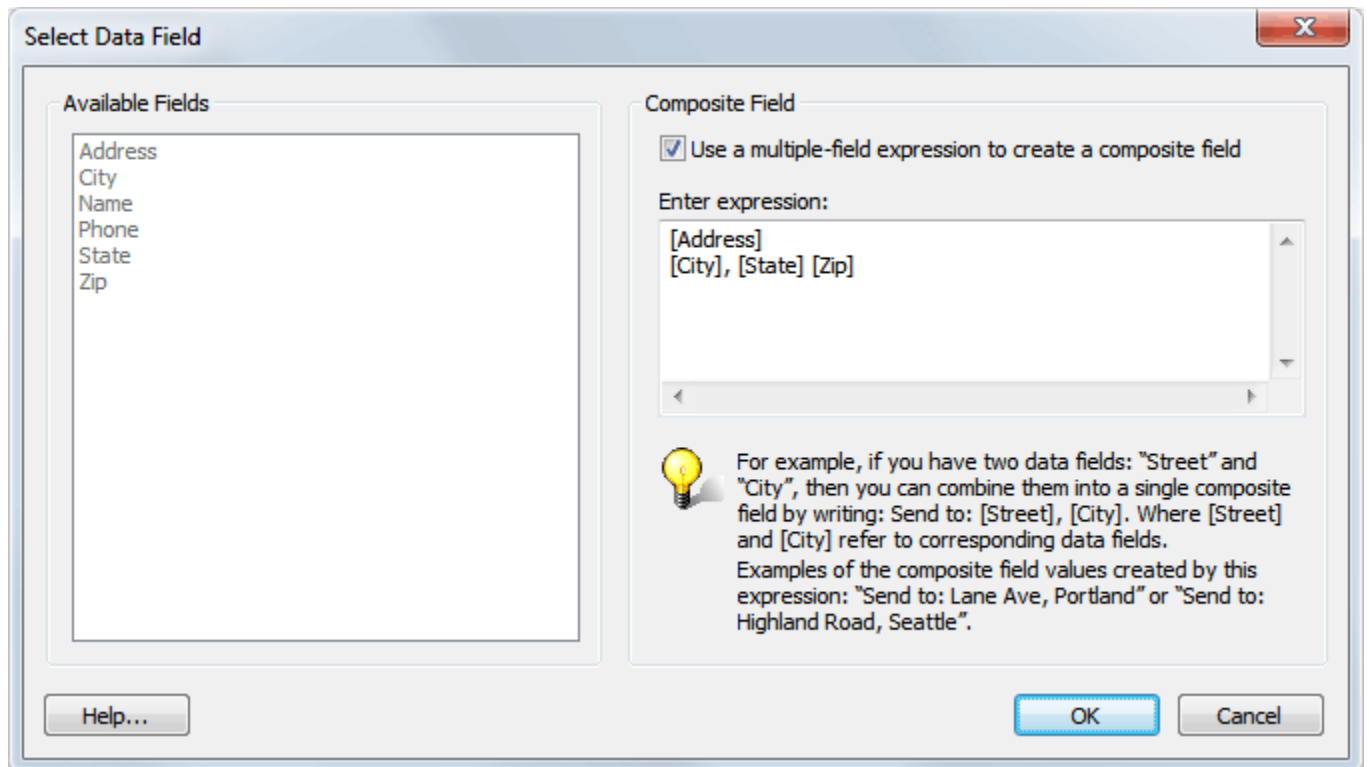 Select Data Field
Available Fields
Address
City
Name
Phone
State
Zip
Composite Field
Use a multiple-field expression to create a composite field
Enter expression:
[Address]
[City], [State] [Zip]
For example, if you have two data fields: “Street” and
“City”, then you can combine them into a single composite
field by writing: Send to: [Street], [City]. Where [Street]
and [City] refer to corresponding data fields.
Examples of the composite field values created by this
expression: “Send to: Lane Ave, Portland” or “Send to:
Highland Road, Seattle”.
Help...
OK
Cancel